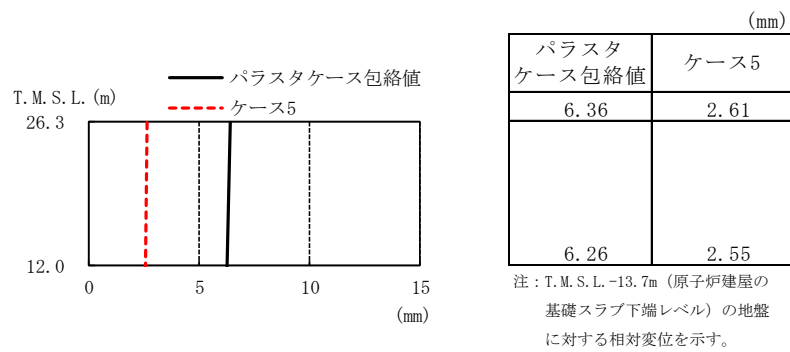 パラスタケース包絡値
ケース5
T.M.S.L.(m)
26.3
12.0
0 5 10 15
(mm)
(mm)
パラスタ
ケース包絡値
ケース5
6.36 2.61
6.26 2.55
注：T.M.S.L.-13.7m（原子炉建屋の
基礎スラブ下端レベル）の地盤
に対する相対変位を示す。